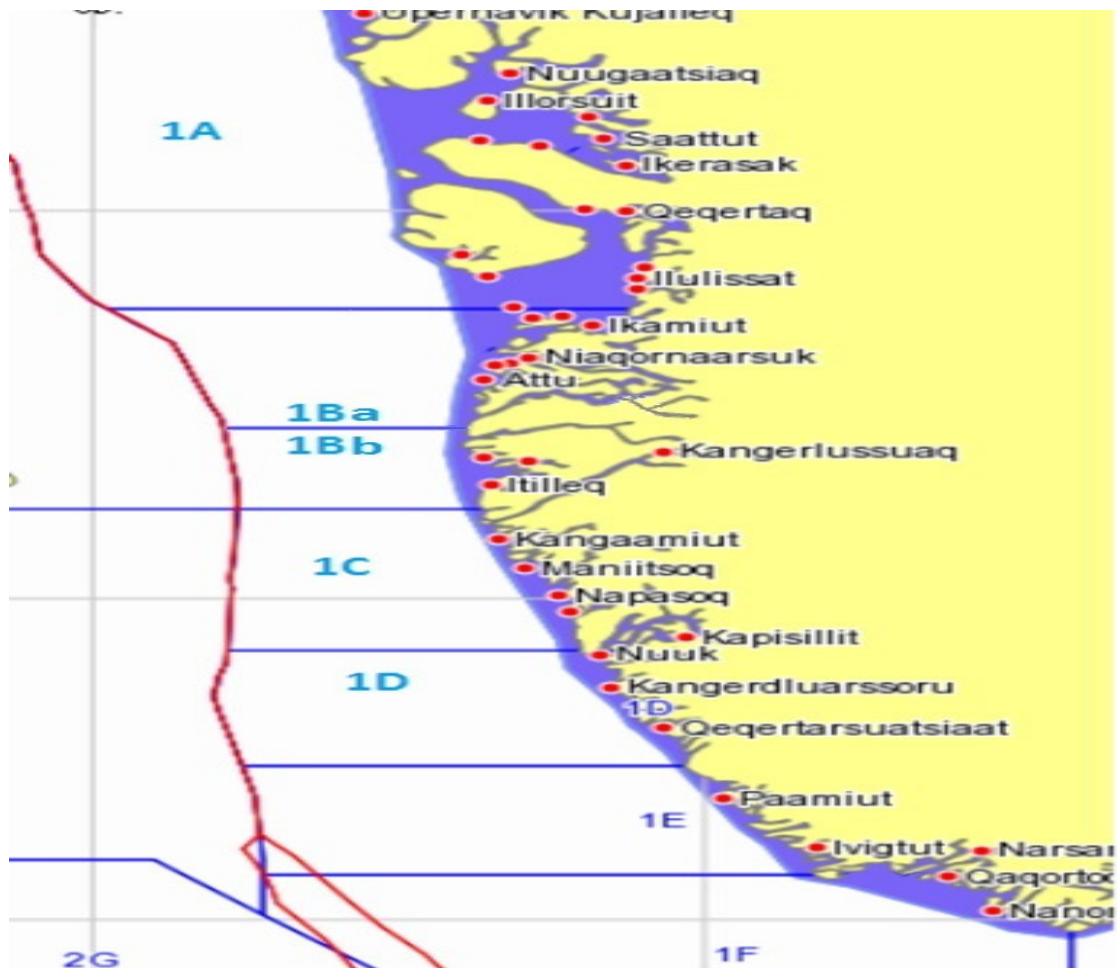 Upernavik Kujalleq
Nuugaatsiaq
Illorsuit
1A
Saattut
Ikerasak
Qeqertaq
Ilulissat
Ikamiut
Niaqornaarsuk
Attu
1Ba
1Bb
Kangerlussuaq
Itilleq
Kangaamiut
1C
Maniitsoq
Napasoq
Kapisillit
Nuuk
1D
Kangerdluarssoru
1D
Qeqertarsuatsiaat
Paamiut
1E
Ivigtut
1F
2G